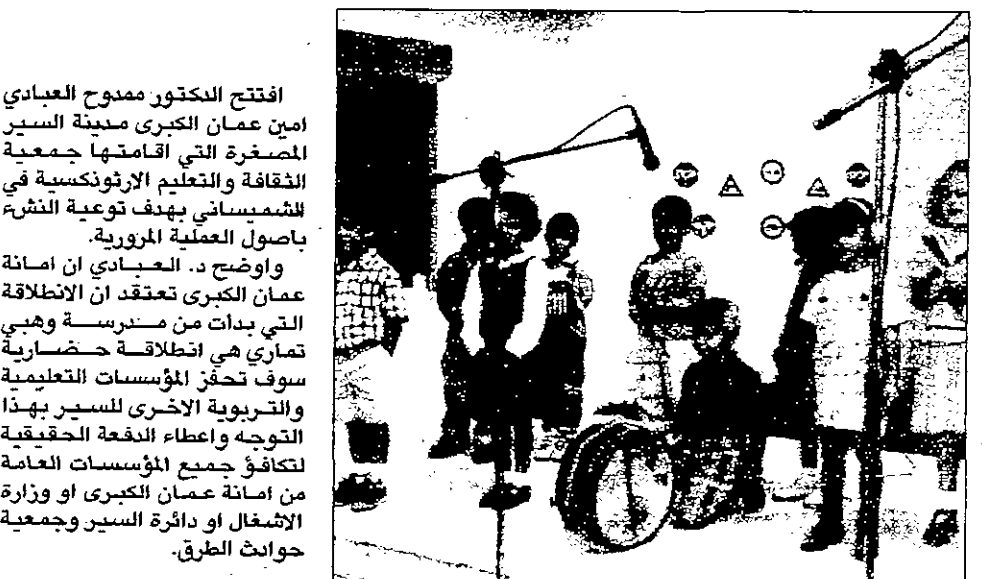 افتتح الدكتور ممدوح العبادي
امين عمان الكبرى مدينة السير
المصغرة التي اقامتها جمعية
الثقافة والتعليم الارثوذكسية في
الشميساني بهدف توعية النشء
باصول العملية المرورية.
واوضح د. العبادي ان امانة
عمان الكبرى تعتقد ان الانطلاقة
التي بدأت من مدرسة وهبي
تماري هي انطلاقة حضارية
سوف تحفز المؤسسات التعليمية
والتربوية الاخرى للسير بهذا
التوجه واعطاء الدفعة الحقيقية
لتكافؤ جميع المؤسسات العامة
من امانة عمان الكبرى او وزارة
الاشغال او دائرة السير وجمعية
حوادث الطرق.